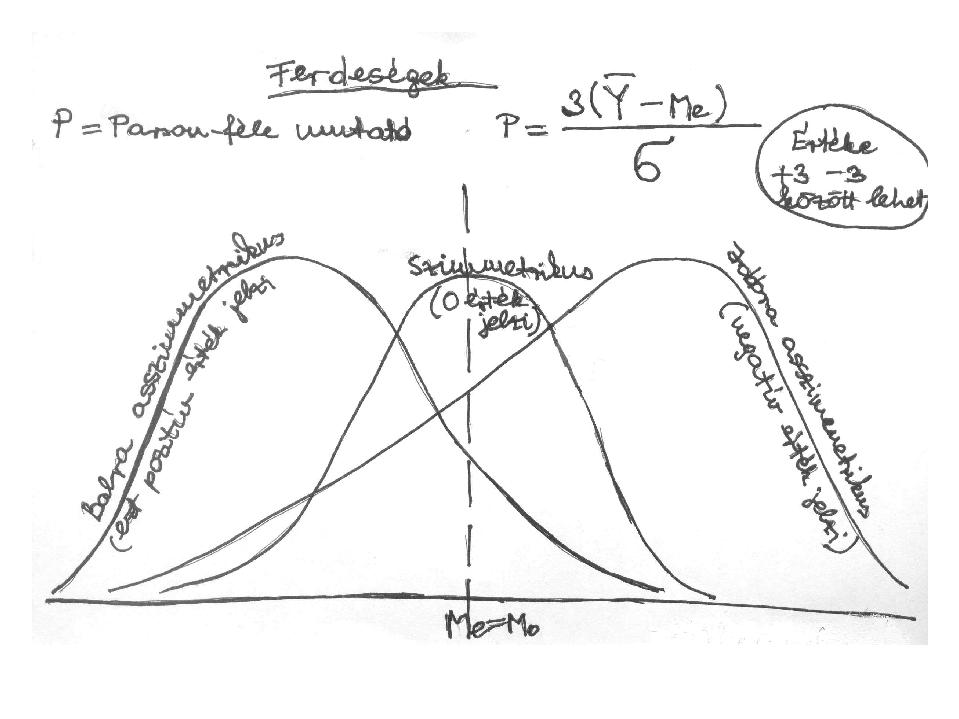 Ferdeségek
P = Parson-féle mutató
P = 3(Y̅ - Me) / σ
Értéke
+3 -3
között lehet
Balra asszimmetrikus
(ezt pozitív érték jelzi
Szimmetrikus
(0 érték
jelzi)
Jobbra asszimmetrikus
(negatív érték jelzi)
Me=Mo